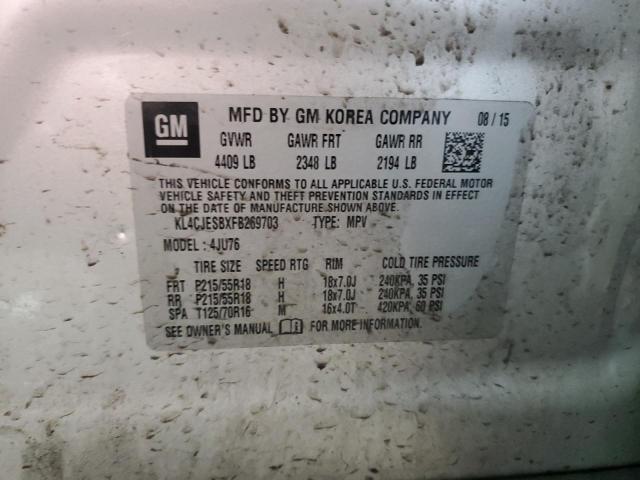 GM MFD BY GM KOREA COMPANY 08 / 15
GVWR GAWR FRT GAWR RR
4409 LB 2348 LB 2194 LB
THIS VEHICLE CONFORMS TO ALL APPLICABLE U.S. FEDERAL MOTOR
VEHICLE SAFETY AND THEFT PREVENTION STANDARDS IN EFFECT
ON THE DATE OF MANUFACTURE SHOWN ABOVE.
KL4CJESBXFB269703 TYPE: MPV
MODEL : 4JU76
TIRE SIZE SPEED RTG RIM COLD TIRE PRESSURE
FRT P215/55R18 H 18x7.0J 240KPA, 35 PSI
RR P215/55R18 H 18x7.0J 240KPA, 35 PSI
SPA T125/70R16 M 16x4.0T 420KPA, 60 PSI
SEE OWNER'S MANUAL FOR MORE INFORMATION.